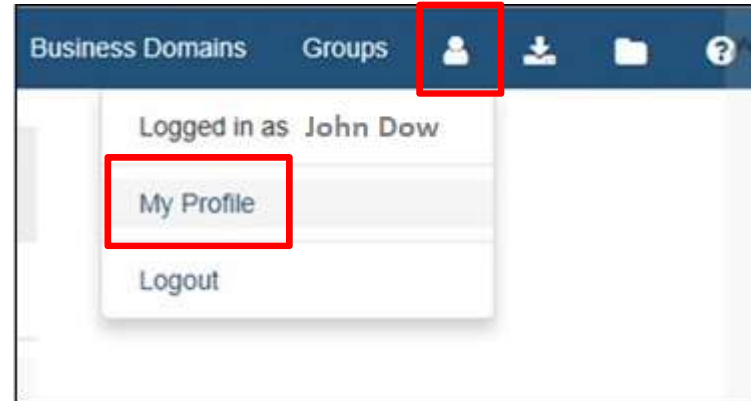 Business Domains Groups
Logged in as John Dow
My Profile
Logout